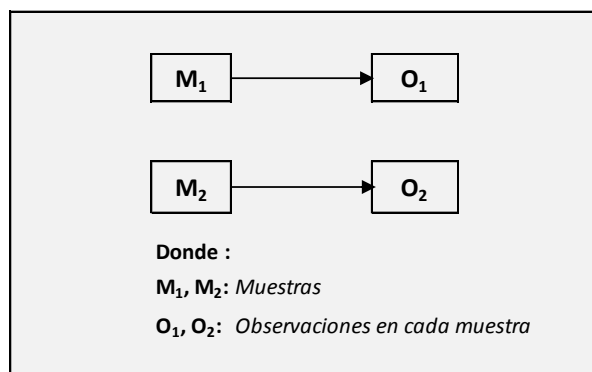 M₁ O₁
M₂ O₂
Donde :
M₁, M₂: Muestras
O₁, O₂: Observaciones en cada muestra